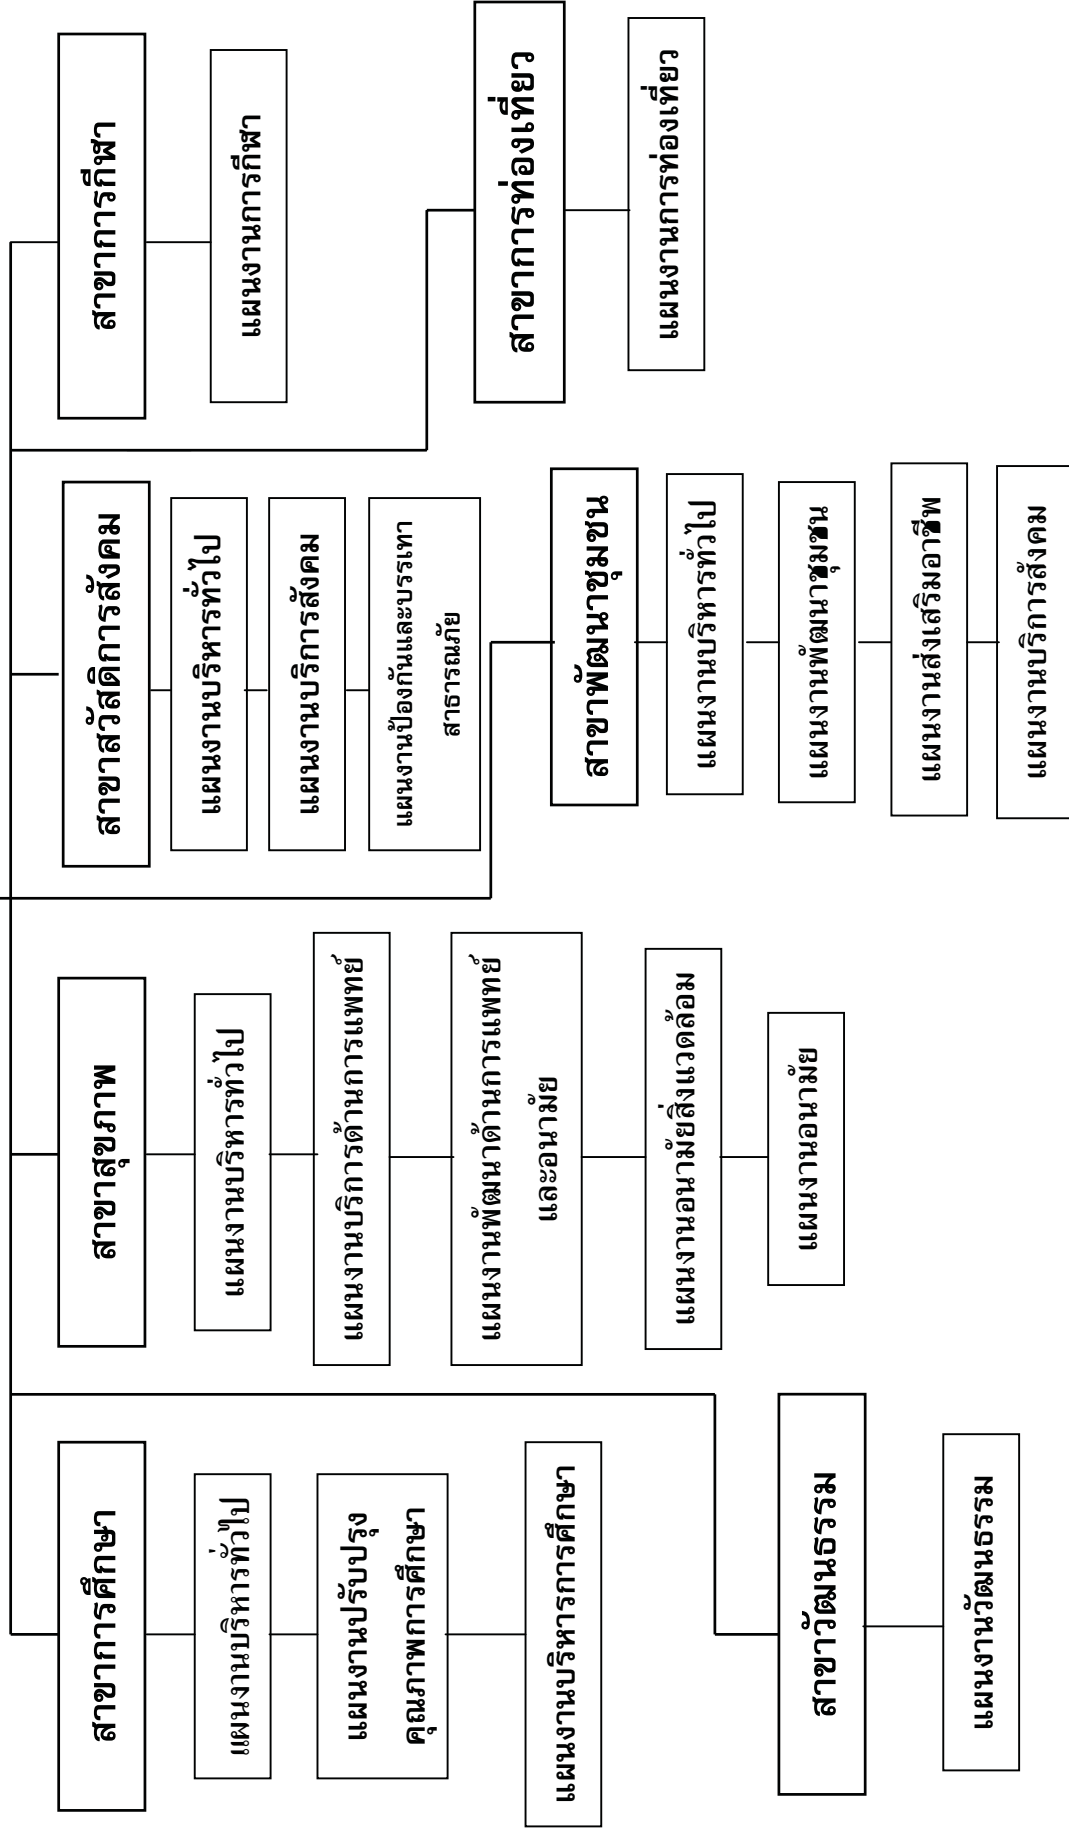 สาขาการศึกษา
แผนงานบริหารทั่วไป
แผนงานปรับปรุง
คุณภาพการศึกษา
แผนงานบริหารการศึกษา
สาขาวัฒนธรรม
แผนงานวัฒนธรรม
สาขาสุขภาพ
แผนงานบริหารทั่วไป
แผนงานบริการด้านการแพทย์
แผนงานพัฒนาด้านการแพทย์
และอนามัย
แผนงานอนามัยสิ่งแวดล้อม
แผนงานอนามัย
สาขาสวัสดิการสังคม
แผนงานบริหารทั่วไป
แผนงานบริการสังคม
แผนงานป้องกันและบรรเทา
สาธารณภัย
สาขาพัฒนาชุมชน
แผนงานบริหารทั่วไป
แผนงานพัฒนาชุมชน
แผนงานส่งเสริมอาชีพ
แผนงานบริการสังคม
สาขาการกีฬา
แผนงานการกีฬา
สาขาการท่องเที่ยว
แผนงานการท่องเที่ยว